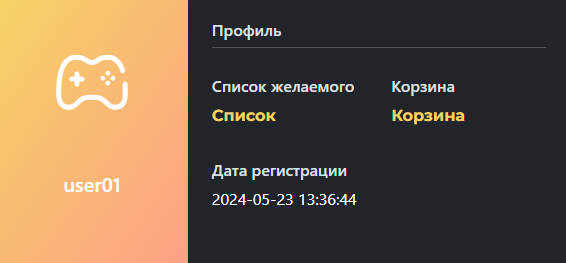 user01
Профиль
Список желаемого Корзина
Список Корзина
Дата регистрации
2024-05-23 13:36:44